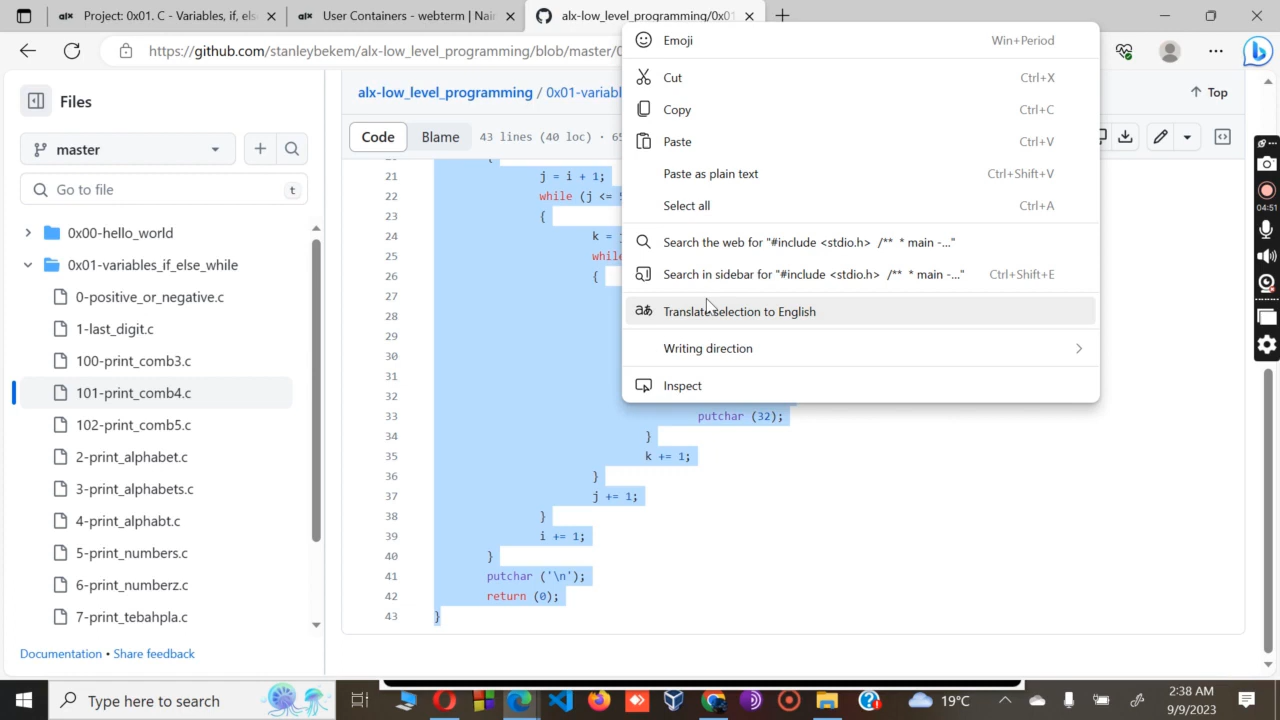 Project: 0x01. C - Variables, if, els
User Containers - webterm | Nair
alx-low_level_programming/0x01
https://github.com/stanleybekem/alx-low_level_programming/blob/master/0
Emoji Win+Period
Cut Ctrl+X
Copy Ctrl+C
Paste Ctrl+V
Paste as plain text Ctrl+Shift+V
Select all Ctrl+A
Search the web for "#include <stdio.h> /** * main -..."
Search in sidebar for "#include <stdio.h> /** * main -..." Ctrl+Shift+E
Translate selection to English
Writing direction
Inspect
Files
master
Go to file t
0x00-hello_world
0x01-variables_if_else_while
0-positive_or_negative.c
1-last_digit.c
100-print_comb3.c
101-print_comb4.c
102-print_comb5.c
2-print_alphabet.c
3-print_alphabets.c
4-print_alphabt.c
5-print_numbers.c
6-print_numberz.c
7-print_tebahpla.c
Documentation • Share feedback
alx-low_level_programming / 0x01-variabl
Top
Code Blame 43 lines (40 loc) ·
21 j = i + 1;
22 while (j <=
23 {
24 k =
25 while
26 {
27
28
29
30
31
32
33 putchar (32);
34 }
35 k += 1;
36 }
37 j += 1;
38 }
39 i += 1;
40 }
41 putchar ('\n');
42 return (0);
43 }
04:51
Type here to search
19°C
2:38 AM
9/9/2023